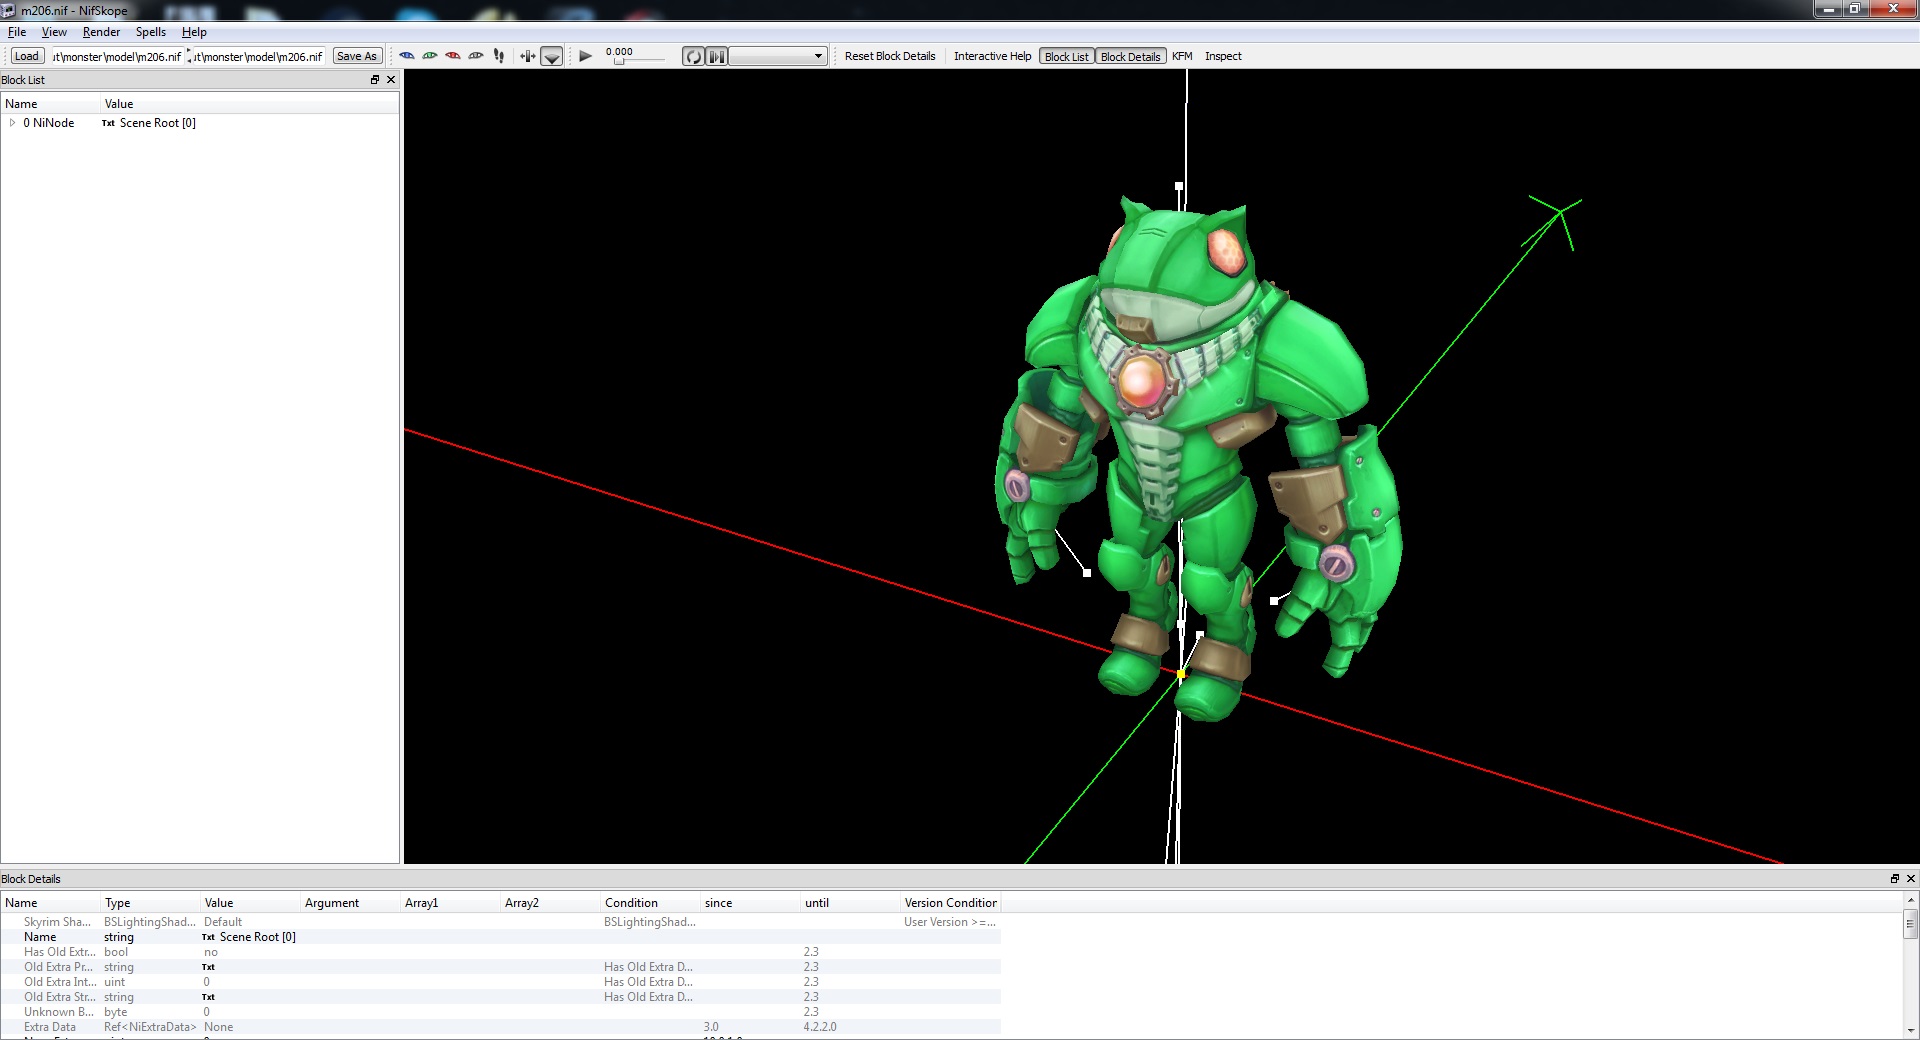 m206.nif - NifSkope
File View Render Spells Help
Load ut\monster\model\m206.nif ut\monster\model\m206.nif Save As 0.000 Reset Block Details Interactive Help Block List Block Details KFM Inspect
Block List
Name Value
0 NiNode Txt Scene Root [0]
Block Details
Name Type Value Argument Array1 Array2 Condition since until Version Condition
Skyrim Sha... BSLightingShad... Default BSLightingShad... User Version >=...
Name string Txt Scene Root [0]
Has Old Extr... bool no 2.3
Old Extra Pr... string Txt Has Old Extra D... 2.3
Old Extra Int... uint 0 Has Old Extra D... 2.3
Old Extra Str... string Txt Has Old Extra D... 2.3
Unknown B... byte 0 2.3
Extra Data Ref<NiExtraData> None 3.0 4.2.2.0